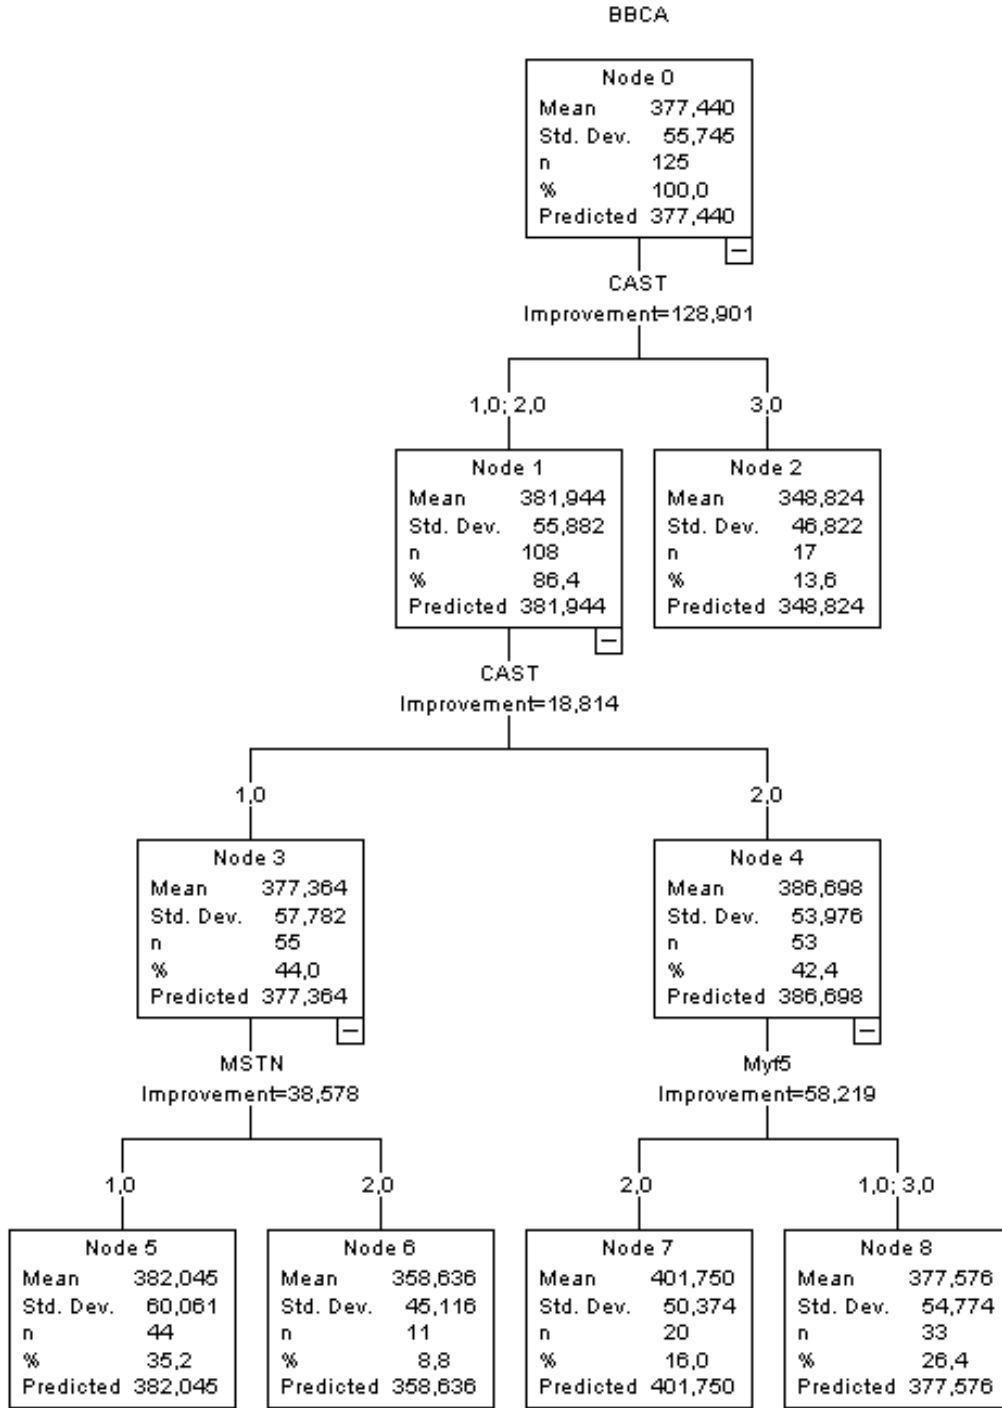 BBCA
Node 0
Mean 377,440
Std. Dev. 55,745
n 125
% 100,0
Predicted 377,440
CAST
Improvement=128,901
1,0; 2,0 3,0
Node 1
Mean 381,944
Std. Dev. 55,882
n 108
% 86,4
Predicted 381,944
Node 2
Mean 348,824
Std. Dev. 46,822
n 17
% 13,6
Predicted 348,824
CAST
Improvement=18,814
1,0 2,0
Node 3
Mean 377,364
Std. Dev. 57,782
n 55
% 44,0
Predicted 377,364
Node 4
Mean 386,698
Std. Dev. 53,976
n 53
% 42,4
Predicted 386,698
MSTN
Improvement=38,578
Myf5
Improvement=58,219
1,0 2,0 2,0 1,0; 3,0
Node 5
Mean 382,045
Std. Dev. 60,061
n 44
% 35,2
Predicted 382,045
Node 6
Mean 358,636
Std. Dev. 45,116
n 11
% 8,8
Predicted 358,636
Node 7
Mean 401,750
Std. Dev. 50,374
n 20
% 16,0
Predicted 401,750
Node 8
Mean 377,576
Std. Dev. 54,774
n 33
% 26,4
Predicted 377,576